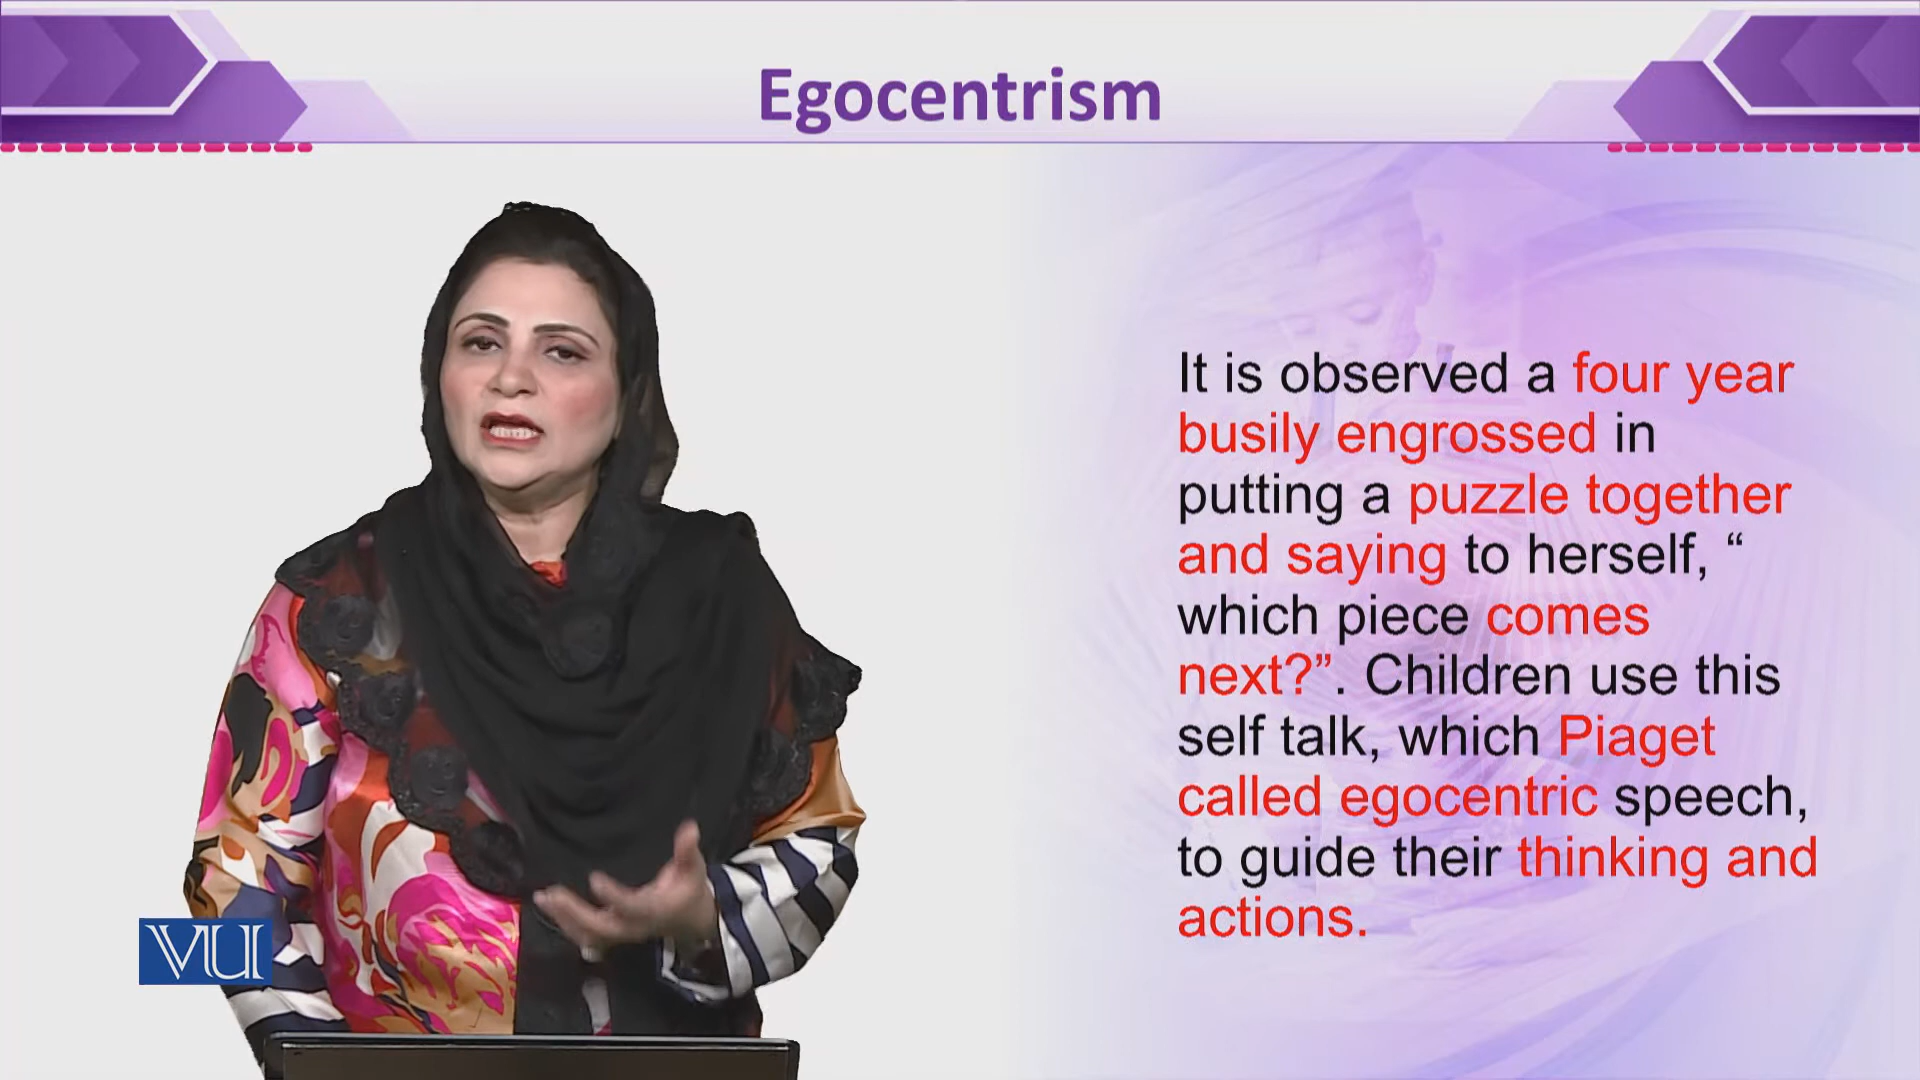 Egocentrism
It is observed a four year
busily engrossed in
putting a puzzle together
and saying to herself, “
which piece comes
next?”. Children use this
self talk, which Piaget
called egocentric speech,
to guide their thinking and
actions.
VU